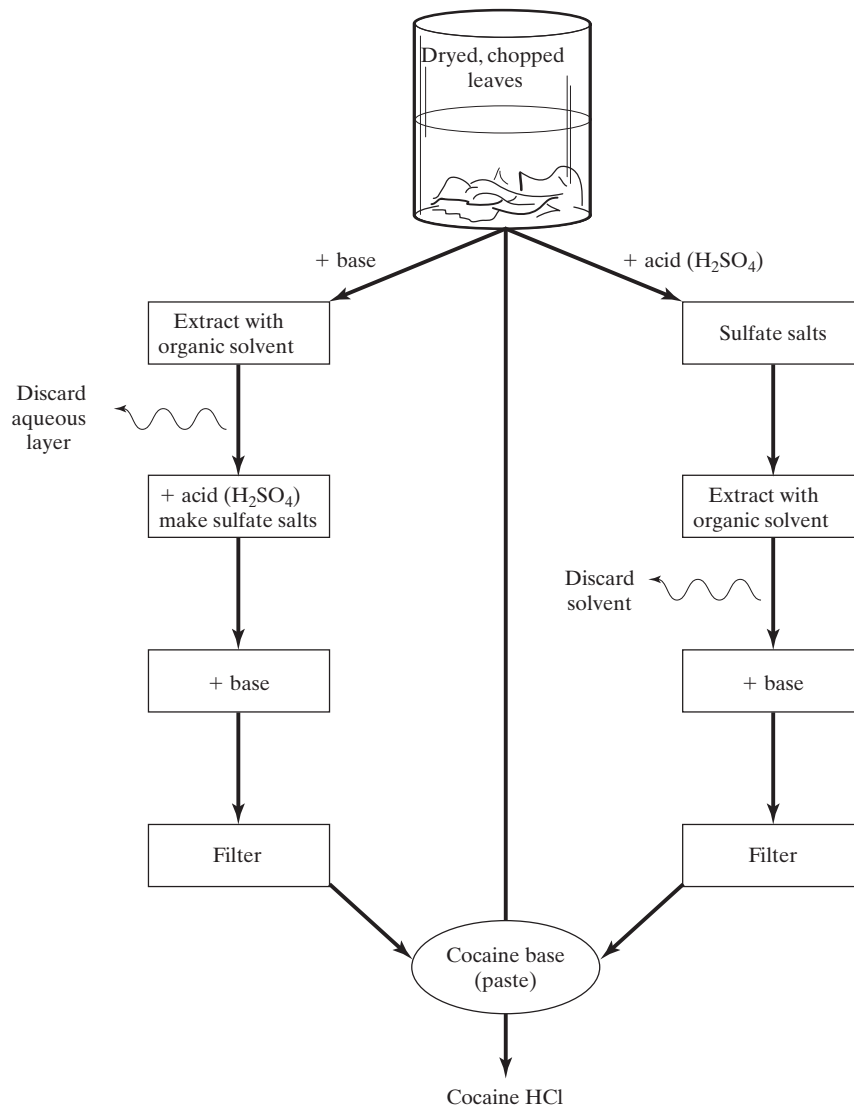 Dryed, chopped
leaves
+ base
+ acid (H₂SO₄)
Extract with
organic solvent
Sulfate salts
Discard
aqueous
layer
+ acid (H₂SO₄)
make sulfate salts
Extract with
organic solvent
Discard
solvent
+ base
+ base
Filter
Filter
Cocaine base
(paste)
Cocaine HCl